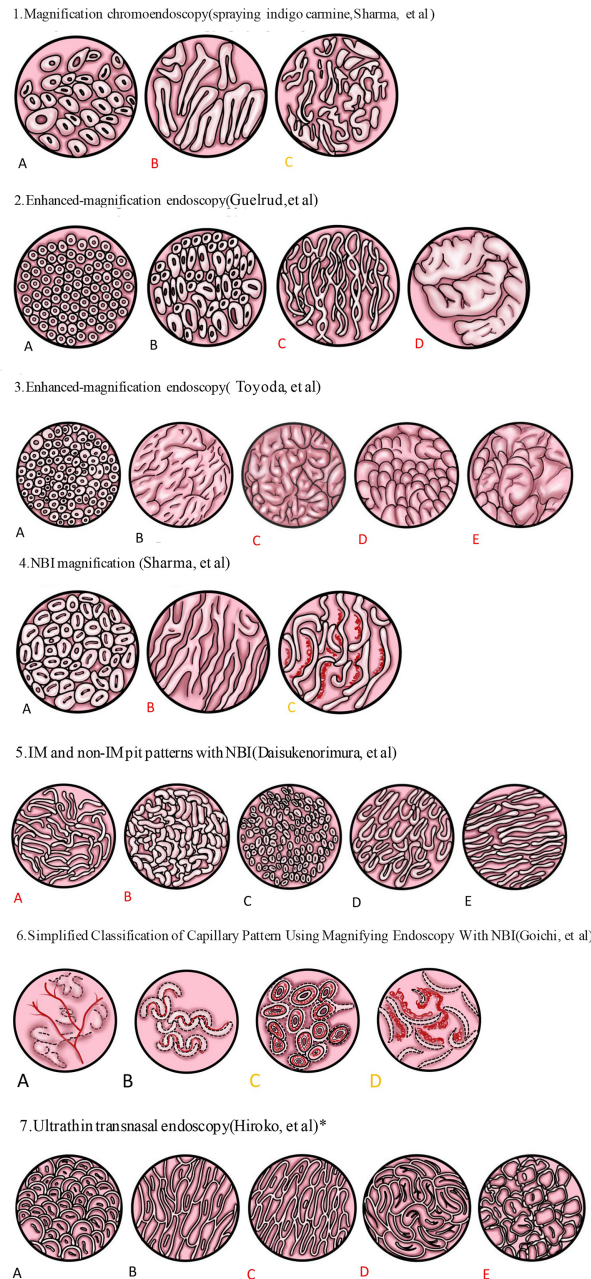 1.Magnification chromoendoscopy(spraying indigo carmine,Sharma, et al)
A B C
2.Enhanced-magnification endoscopy(Guelrud,et al)
A B C D
3.Enhanced-magnification endoscopy( Toyoda, et al)
A B C D E
4.NBI magnification (Sharma, et al)
A B C
5.IM and non-IM pit patterns with NBI(Daisukenorimura, et al)
A B C D E
6.Simplified Classification of Capillary Pattern Using Magnifying Endoscopy With NBI(Goichi, et al)
A B C D
7.Ultrathin transnasal endoscopy(Hiroko, et al)*
A B C D E